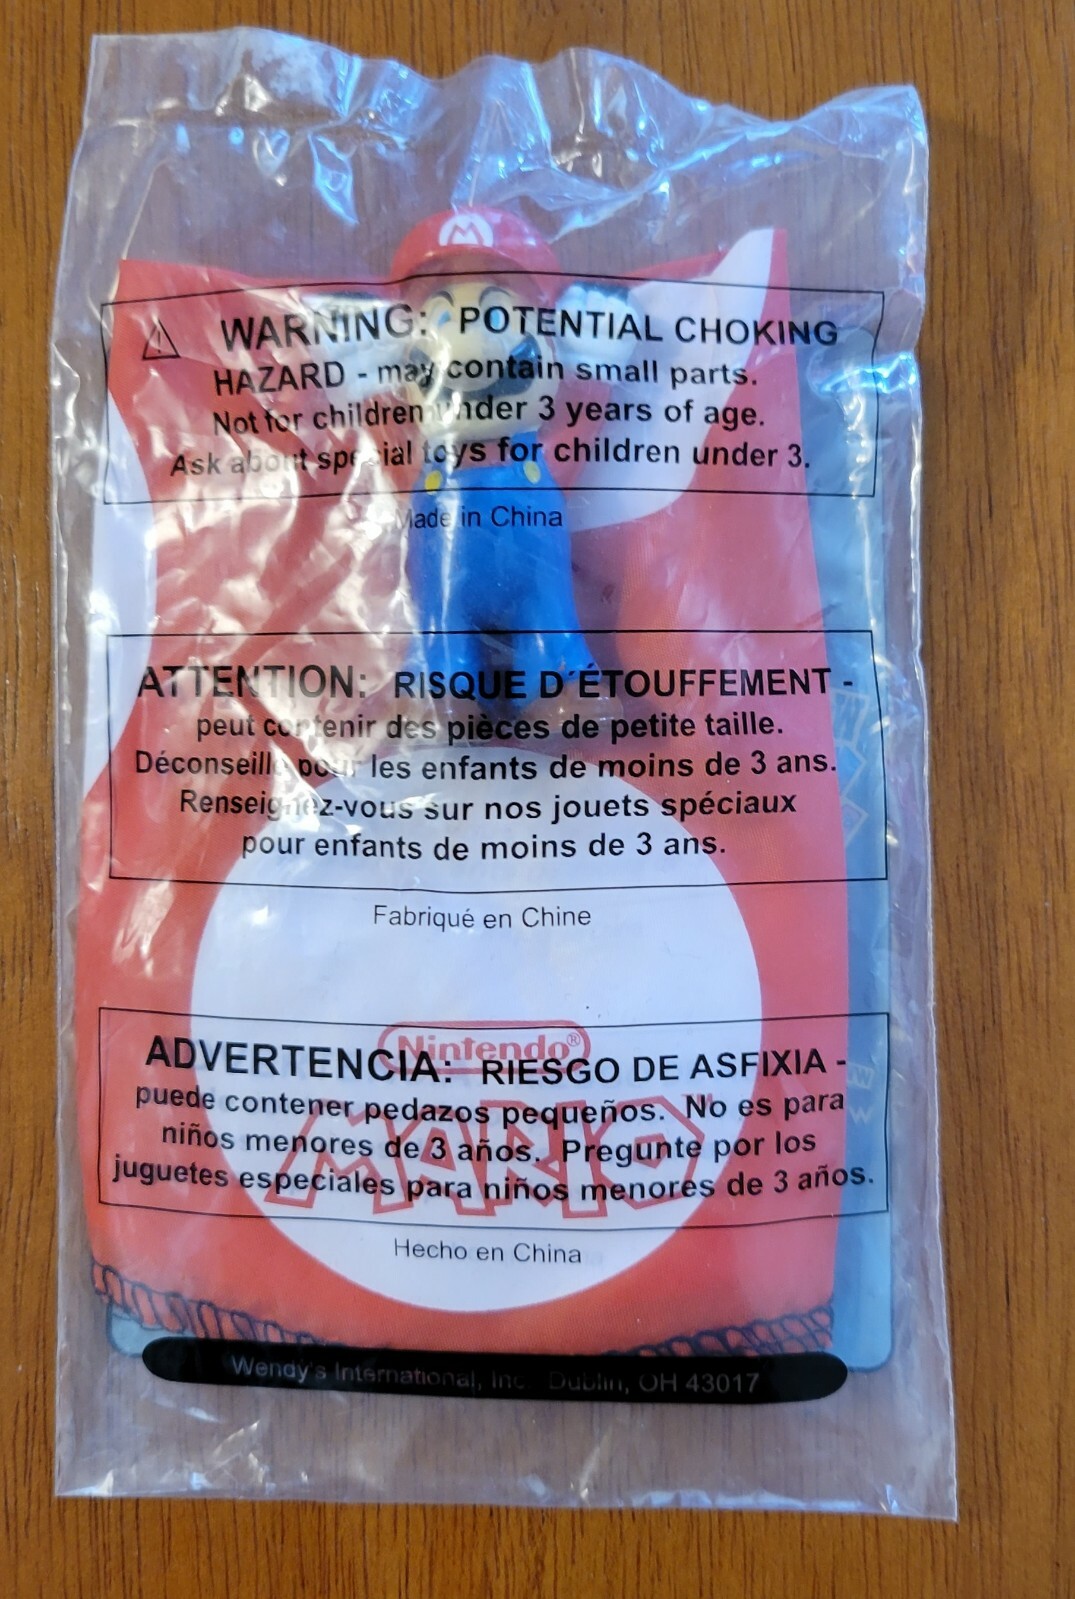 M
WARNING: POTENTIAL CHOKING
HAZARD - may contain small parts.
Not for children under 3 years of age.
Ask about special toys for children under 3.
Made in China
ATTENTION: RISQUE D´ÉTOUFFEMENT -
peut contenir des pièces de petite taille.
Déconseillé pour les enfants de moins de 3 ans.
Renseignez-vous sur nos jouets spéciaux
pour enfants de moins de 3 ans.
Fabriqué en Chine
Nintendo®
ADVERTENCIA: RIESGO DE ASFIXIA -
puede contener pedazos pequeños. No es para
niños menores de 3 años. Pregunte por los
juguetes especiales para niños menores de 3 años.
MARIO
Hecho en China
Wendy's International, Inc. Dublin, OH 43017